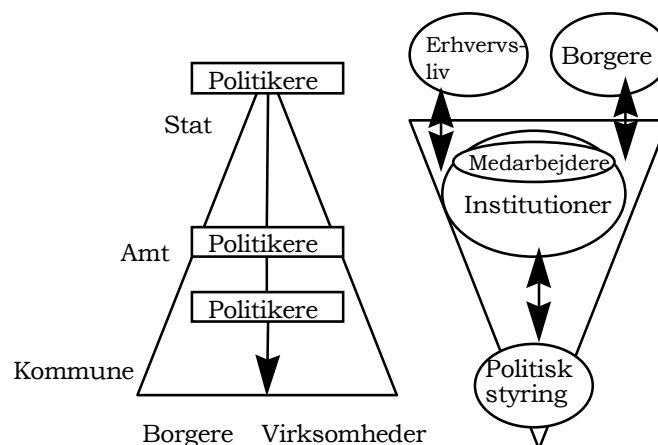 Politikere
Stat
Amt
Politikere
Politikere
Kommune
Borgere Virksomheder
Erhvervs-
liv
Borgere
Medarbejdere
Institutioner
Politisk
styring